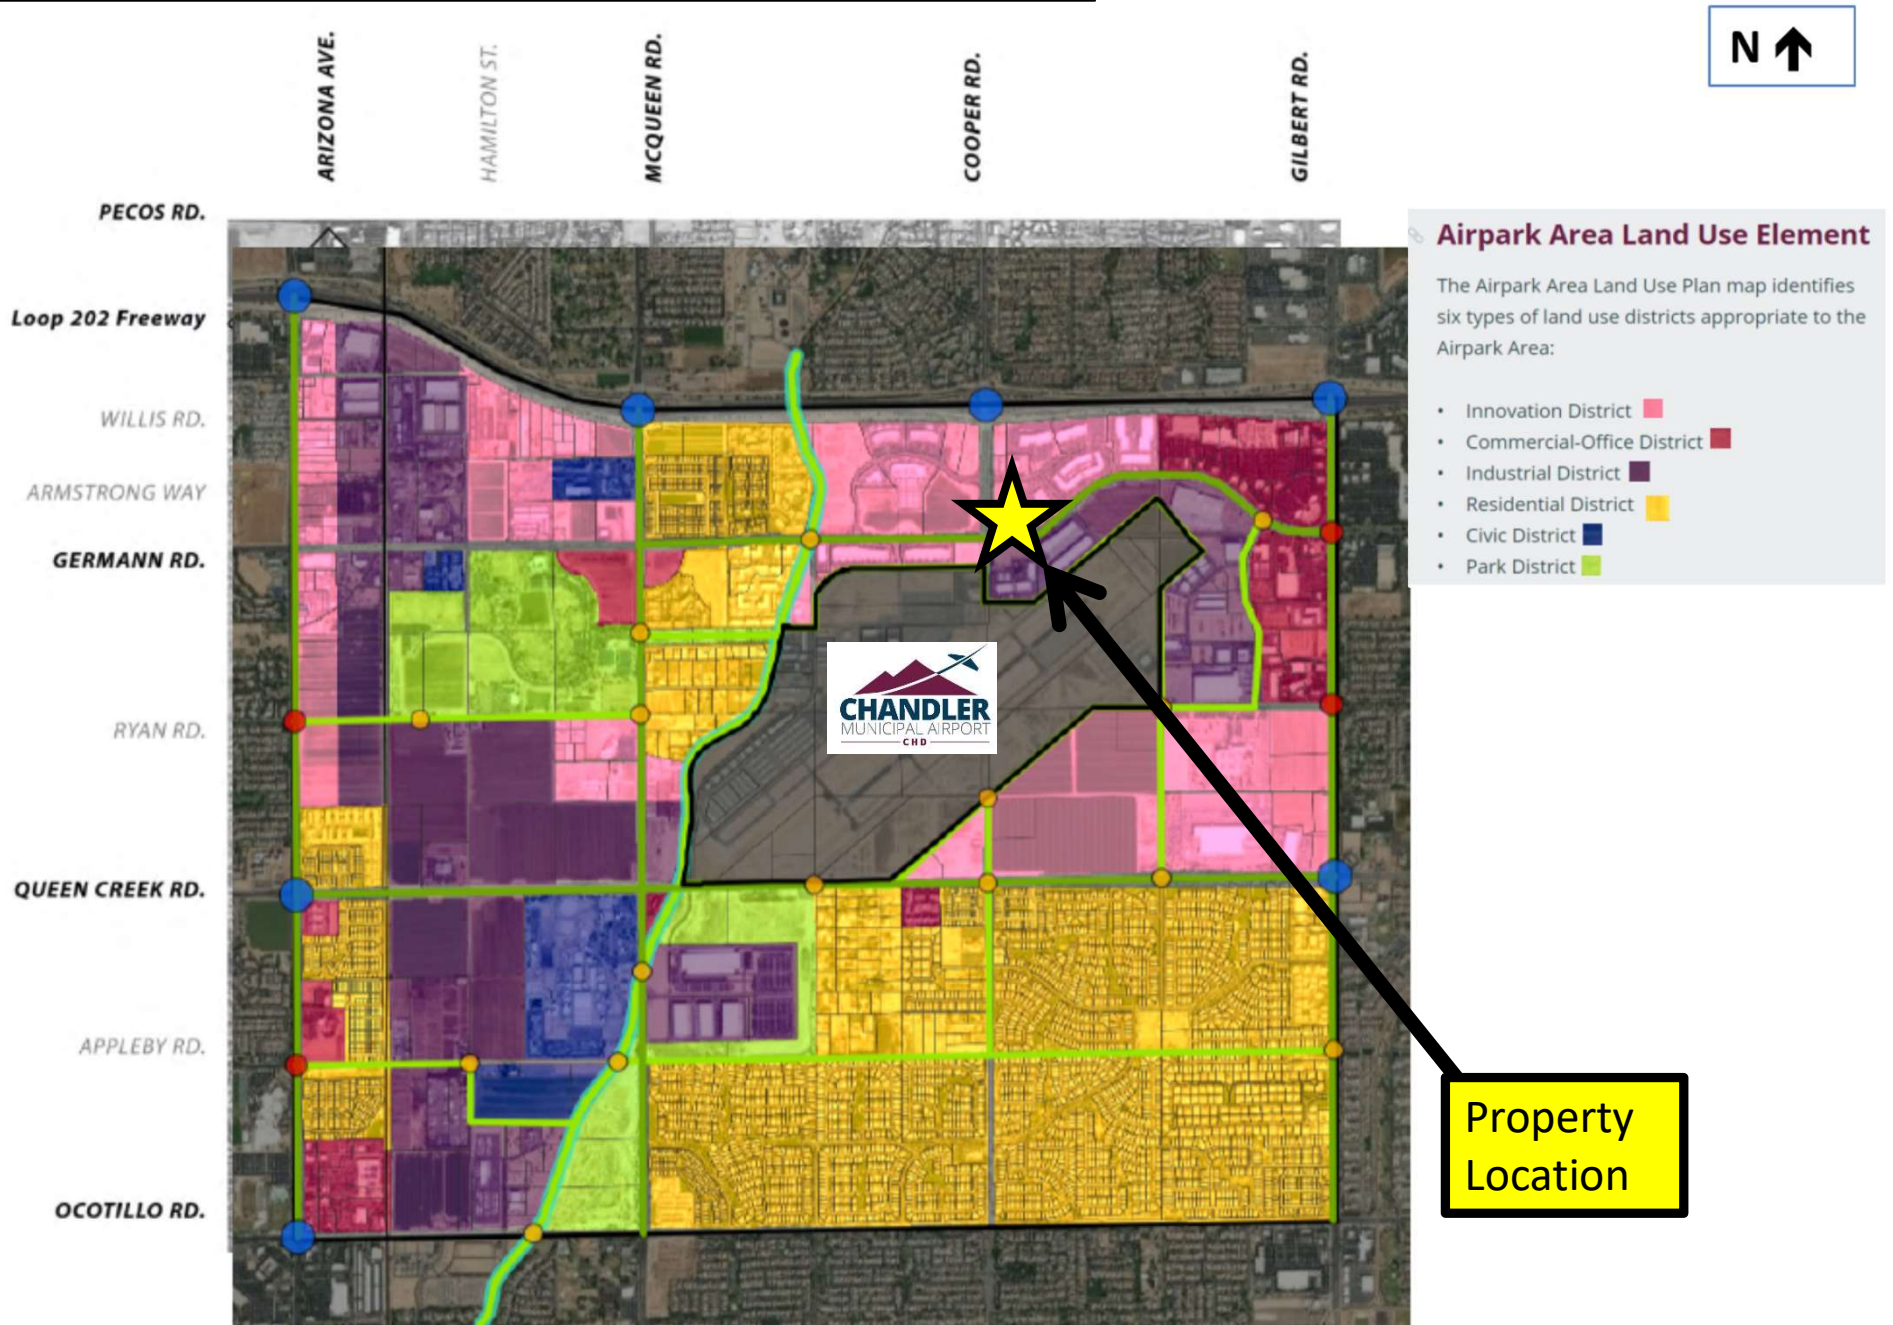 N
ARIZONA AVE.
HAMILTON ST.
MCQUEEN RD.
COOPER RD.
GILBERT RD.
PECOS RD.
Loop 202 Freeway
WILLIS RD.
ARMSTRONG WAY
GERMANN RD.
RYAN RD.
QUEEN CREEK RD.
APPLEBY RD.
OCOTILLO RD.
Airpark Area Land Use Element
The Airpark Area Land Use Plan map identifies
six types of land use districts appropriate to the
Airpark Area:
• Innovation District
• Commercial-Office District
• Industrial District
• Residential District
• Civic District
• Park District
CHANDLER
MUNICIPAL AIRPORT
CHD
Property
Location